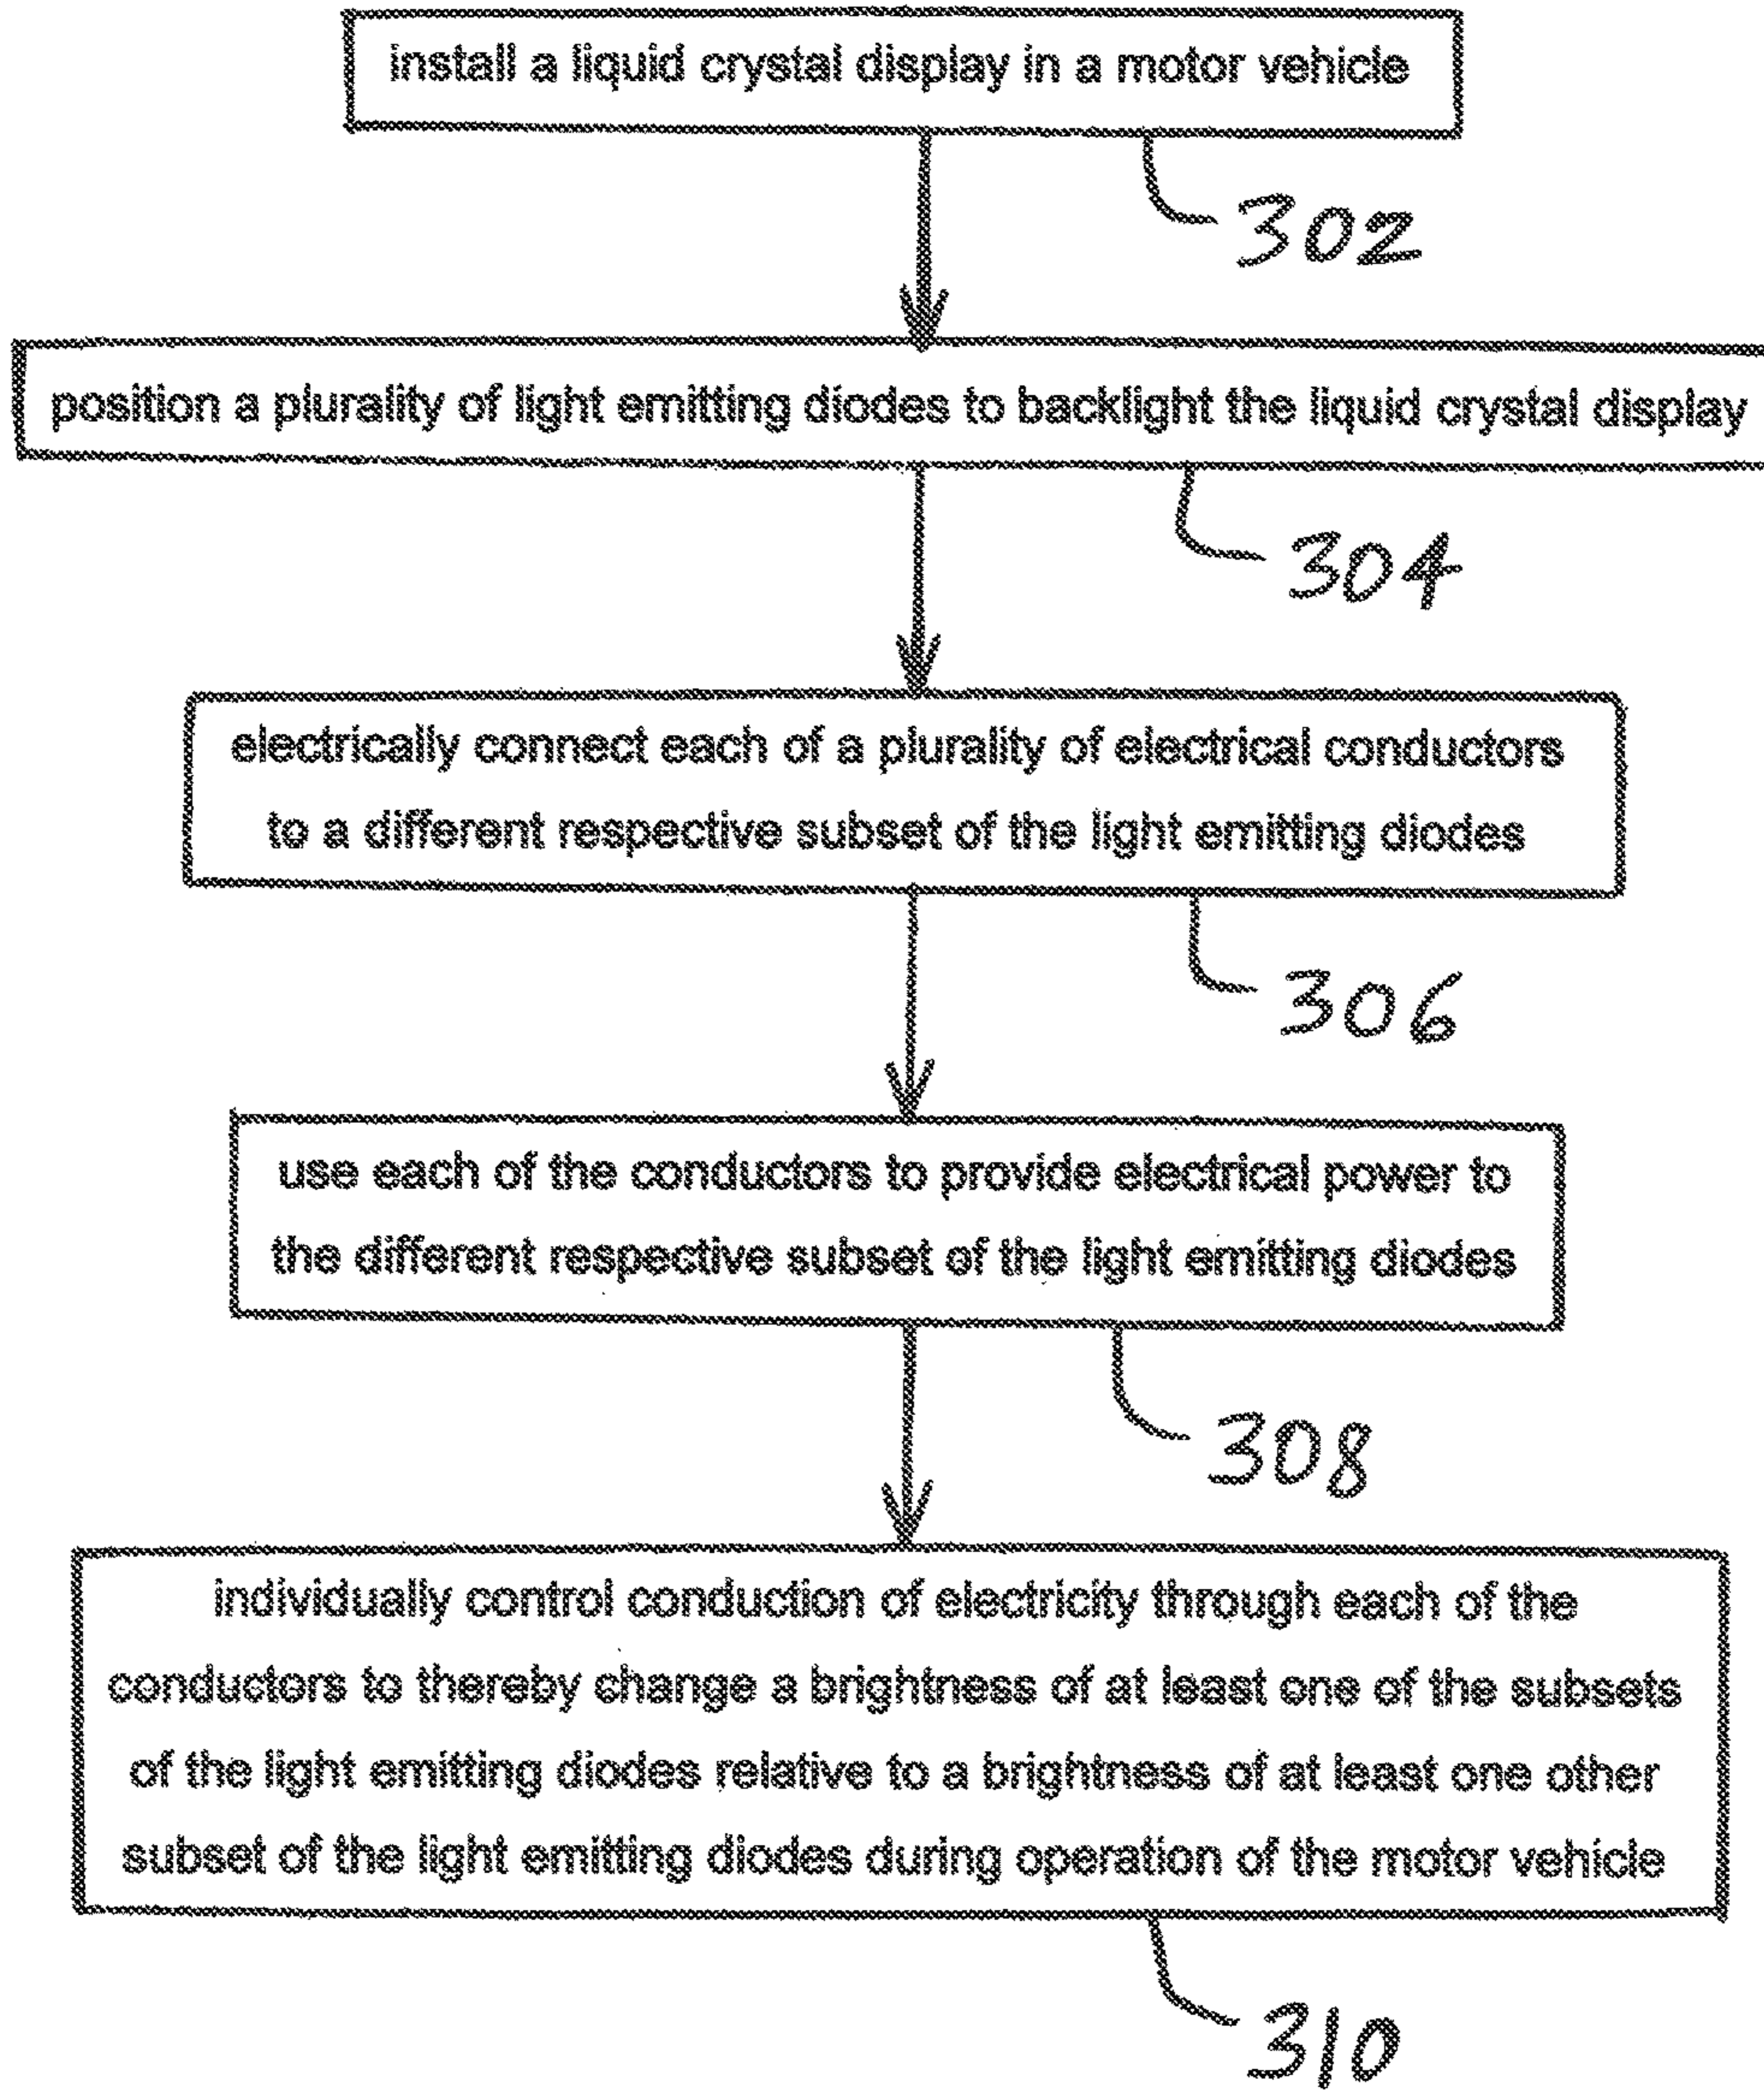 install a liquid crystal display in a motor vehicle
302
position a plurality of light emitting diodes to backlight the liquid crystal display
304
electrically connect each of a plurality of electrical conductors
to a different respective subset of the light emitting diodes
306
use each of the conductors to provide electrical power to
the different respective subset of the light emitting diodes
308
individually control conduction of electricity through each of the
conductors to thereby change a brightness of at least one of the subsets
of the light emitting diodes relative to a brightness of at least one other
subset of the light emitting diodes during operation of the motor vehicle
310